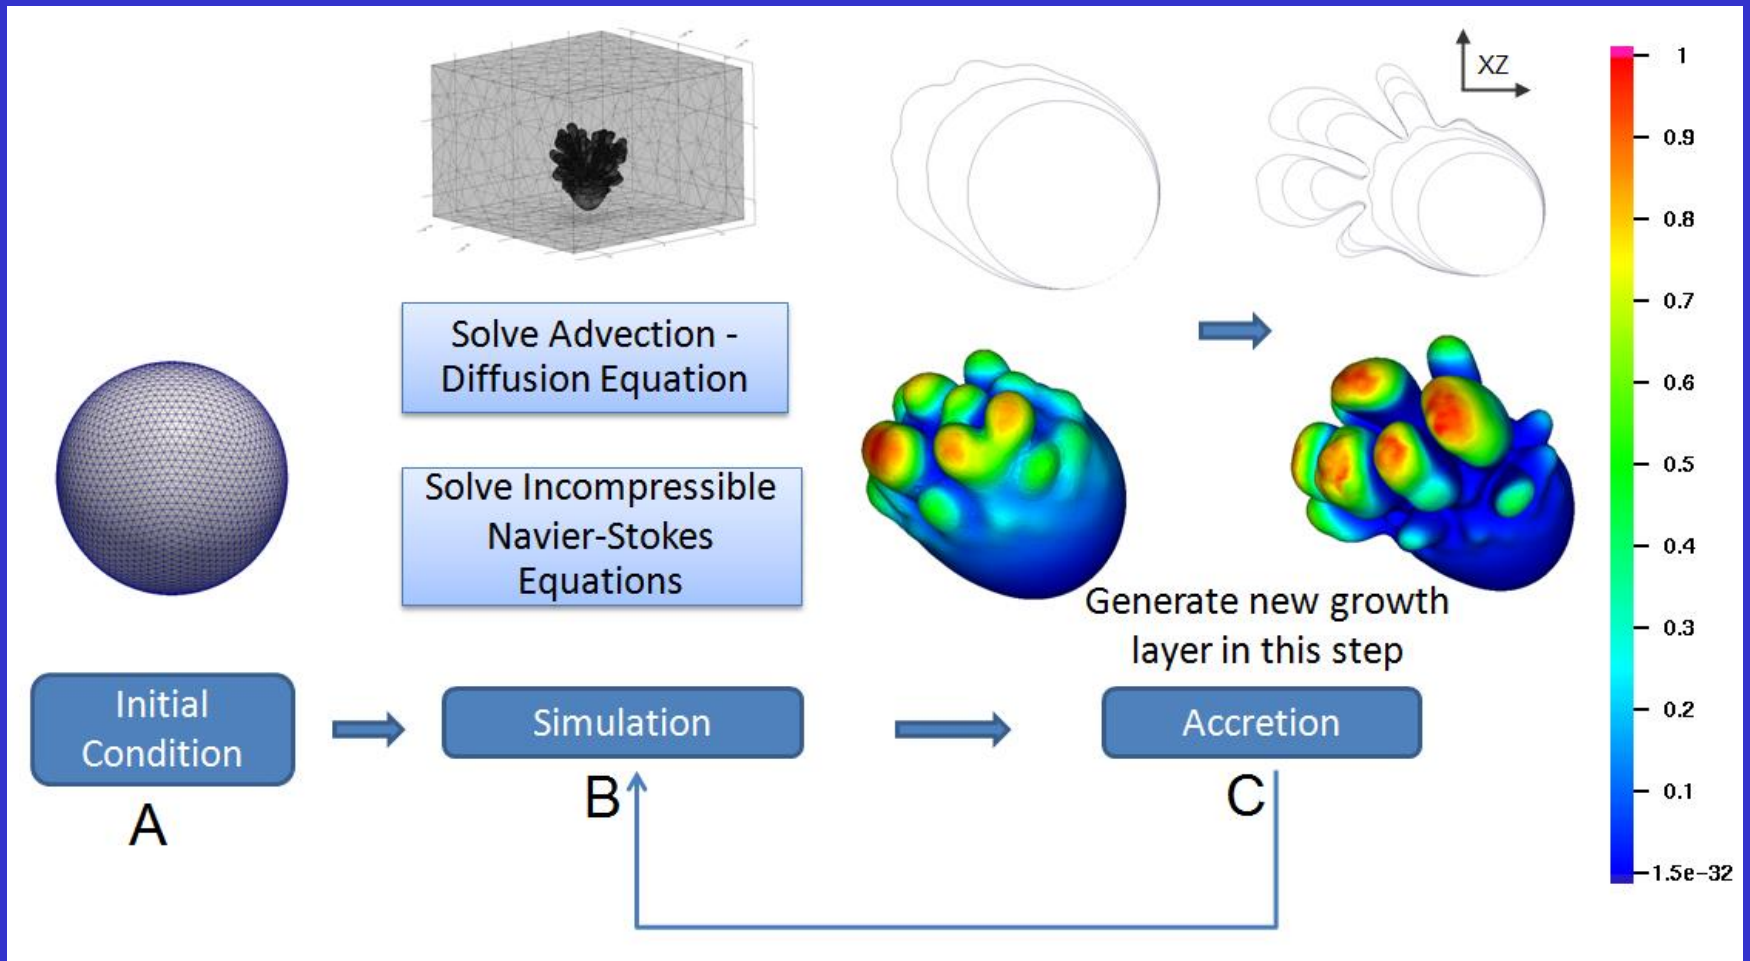 XZ
Solve Advection -
Diffusion Equation
Solve Incompressible
Navier-Stokes
Equations
Generate new growth
layer in this step
Initial
Condition
Simulation
Accretion
A
B
C
1
0.9
0.8
0.7
0.6
0.5
0.4
0.3
0.2
0.1
1.5e-32